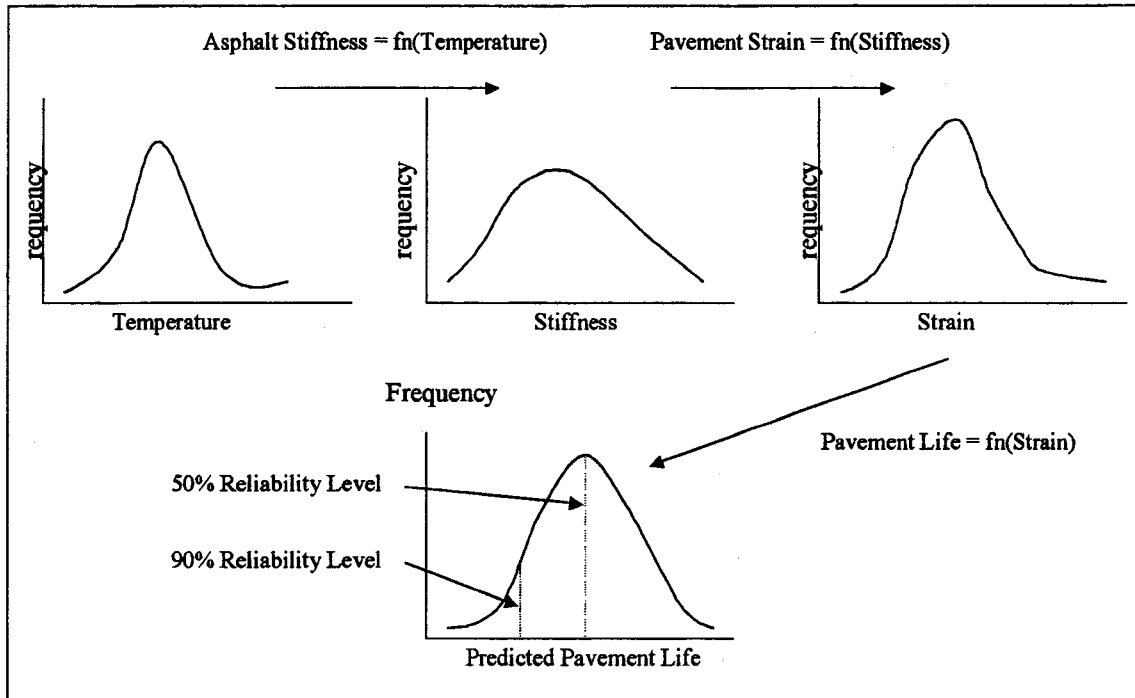 Asphalt Stiffness = fn(Temperature)
Pavement Strain = fn(Stiffness)
requency
Temperature
requency
Stiffness
requency
Strain
Frequency
Pavement Life = fn(Strain)
50% Reliability Level
90% Reliability Level
Predicted Pavement Life